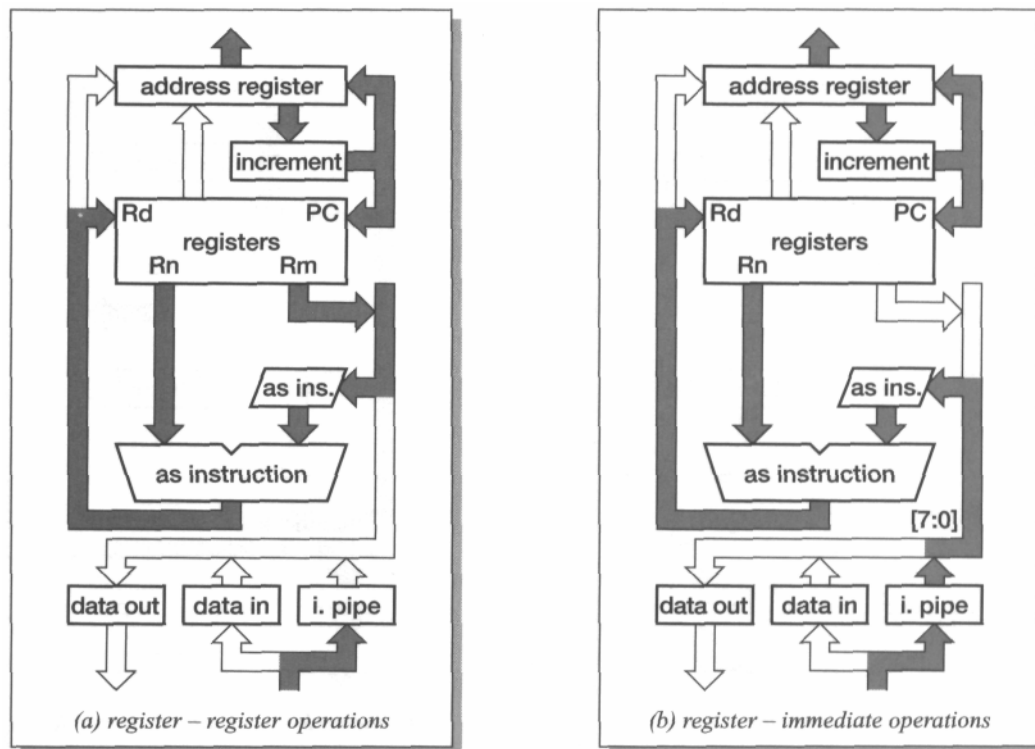 address register
increment
Rd PC
registers
Rn Rm
as ins.
as instruction
data out data in i. pipe
(a) register – register operations
address register
increment
Rd PC
registers
Rn
as ins.
as instruction
[7:0]
data out data in i. pipe
(b) register – immediate operations